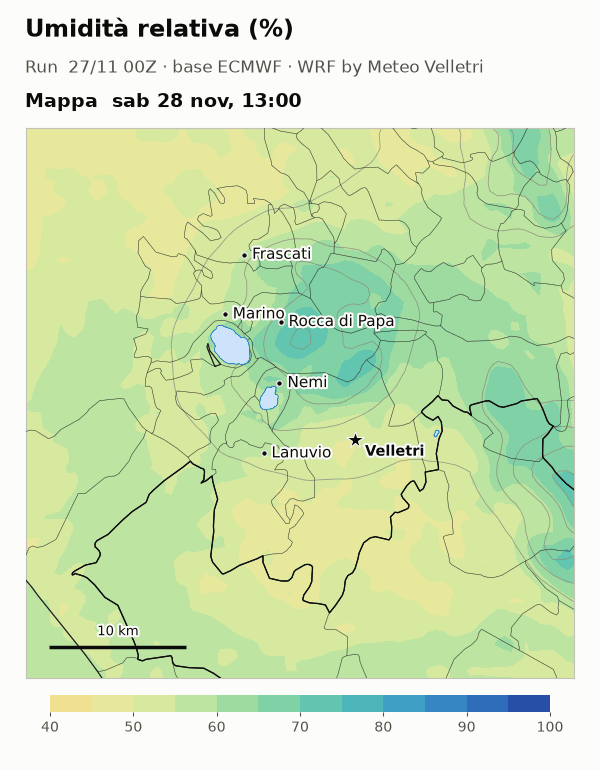 Umidità relativa (%)
Run 27/11 00Z · base ECMWF · WRF by Meteo Velletri
Mappa sab 28 nov, 13:00
Frascati
Marino
Rocca di Papa
Nemi
Velletri
Lanuvio
10 km
40 50 60 70 80 90 100